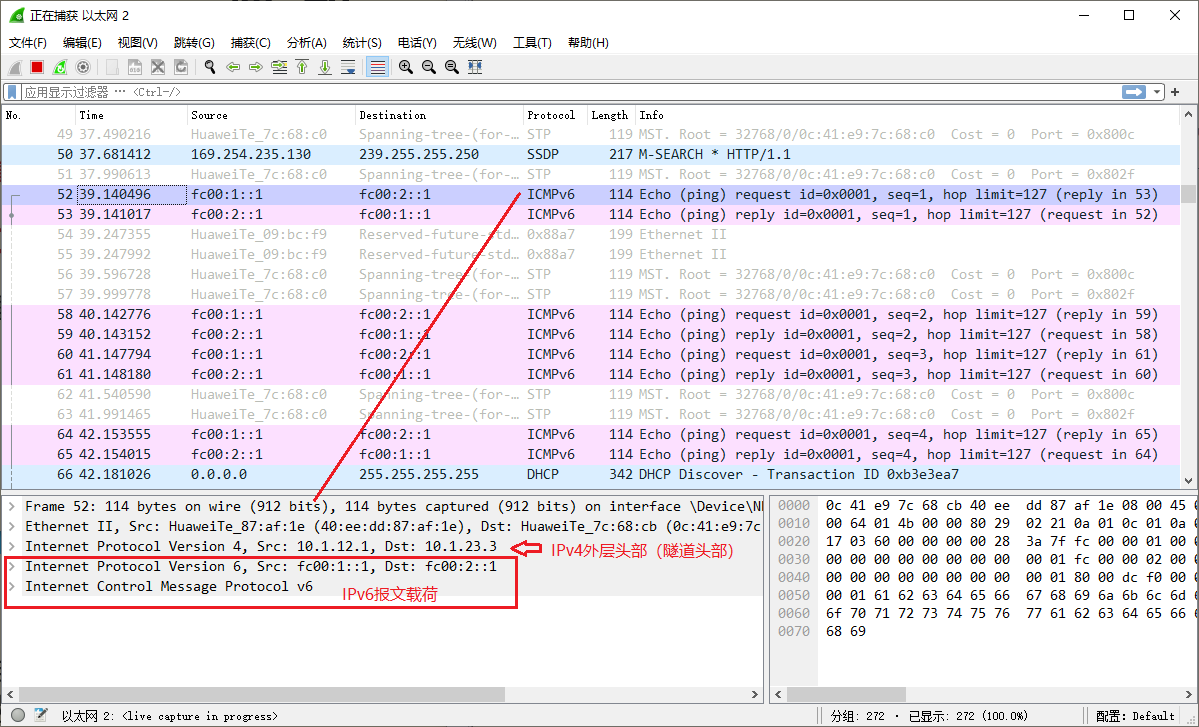 正在捕获 以太网 2
文件(F) 编辑(E) 视图(V) 跳转(G) 捕获(C) 分析(A) 统计(S) 电话(Y) 无线(W) 工具(T) 帮助(H)
应用显示过滤器 … <Ctrl-/>
No. Time Source Destination Protocol Length Info
49 37.490216 HuaweiTe_7c:68:c0 Spanning-tree-(for-… STP 119 MST. Root = 32768/0/0c:41:e9:7c:68:c0 Cost = 0 Port = 0x800c
50 37.681412 169.254.235.130 239.255.255.250 SSDP 217 M-SEARCH * HTTP/1.1
51 37.990613 HuaweiTe_7c:68:c0 Spanning-tree-(for-… STP 119 MST. Root = 32768/0/0c:41:e9:7c:68:c0 Cost = 0 Port = 0x802f
52 39.140496 fc00:1::1 fc00:2::1 ICMPv6 114 Echo (ping) request id=0x0001, seq=1, hop limit=127 (reply in 53)
53 39.141017 fc00:2::1 fc00:1::1 ICMPv6 114 Echo (ping) reply id=0x0001, seq=1, hop limit=127 (request in 52)
54 39.247355 HuaweiTe_09:bc:f9 Reserved-future-std… 0x88a7 199 Ethernet II
55 39.247992 HuaweiTe_09:bc:f9 Reserved-future-std… 0x88a7 199 Ethernet II
56 39.596728 HuaweiTe_7c:68:c0 Spanning-tree-(for-… STP 119 MST. Root = 32768/0/0c:41:e9:7c:68:c0 Cost = 0 Port = 0x800c
57 39.999778 HuaweiTe_7c:68:c0 Spanning-tree-(for-… STP 119 MST. Root = 32768/0/0c:41:e9:7c:68:c0 Cost = 0 Port = 0x802f
58 40.142776 fc00:1::1 fc00:2::1 ICMPv6 114 Echo (ping) request id=0x0001, seq=2, hop limit=127 (reply in 59)
59 40.143152 fc00:2::1 fc00:1::1 ICMPv6 114 Echo (ping) reply id=0x0001, seq=2, hop limit=127 (request in 58)
60 41.147794 fc00:1::1 fc00:2::1 ICMPv6 114 Echo (ping) request id=0x0001, seq=3, hop limit=127 (reply in 61)
61 41.148180 fc00:2::1 fc00:1::1 ICMPv6 114 Echo (ping) reply id=0x0001, seq=3, hop limit=127 (request in 60)
62 41.540590 HuaweiTe_7c:68:c0 Spanning-tree-(for-… STP 119 MST. Root = 32768/0/0c:41:e9:7c:68:c0 Cost = 0 Port = 0x800c
63 41.991465 HuaweiTe_7c:68:c0 Spanning-tree-(for-… STP 119 MST. Root = 32768/0/0c:41:e9:7c:68:c0 Cost = 0 Port = 0x802f
64 42.153555 fc00:1::1 fc00:2::1 ICMPv6 114 Echo (ping) request id=0x0001, seq=4, hop limit=127 (reply in 65)
65 42.154015 fc00:2::1 fc00:1::1 ICMPv6 114 Echo (ping) reply id=0x0001, seq=4, hop limit=127 (request in 64)
66 42.181026 0.0.0.0 255.255.255.255 DHCP 342 DHCP Discover - Transaction ID 0xb3e3ea7
Frame 52: 114 bytes on wire (912 bits), 114 bytes captured (912 bits) on interface \Device\N
Ethernet II, Src: HuaweiTe_87:af:1e (40:ee:dd:87:af:1e), Dst: HuaweiTe_7c:68:cb (0c:41:e9:7c
Internet Protocol Version 4, Src: 10.1.12.1, Dst: 10.1.23.3
IPv4外层头部（隧道头部）
Internet Protocol Version 6, Src: fc00:1::1, Dst: fc00:2::1
Internet Control Message Protocol v6
IPv6报文载荷
0000 0c 41 e9 7c 68 cb 40 ee dd 87 af 1e 08 00 45 0
0010 00 64 01 4b 00 00 80 29 02 21 0a 01 0c 01 0a 0
0020 17 03 60 00 00 00 00 28 3a 7f fc 00 00 01 00 0
0030 00 00 00 00 00 00 00 00 00 01 fc 00 00 02 00 0
0040 00 00 00 00 00 00 00 00 00 01 80 00 dc f0 00 0
0050 00 01 61 62 63 64 65 66 67 68 69 6a 6b 6c 6d 6
0060 6f 70 71 72 73 74 75 76 77 61 62 63 64 65 66 6
0070 68 69
以太网 2: <live capture in progress>
分组: 272 · 已显示: 272 (100.0%)
配置: Default